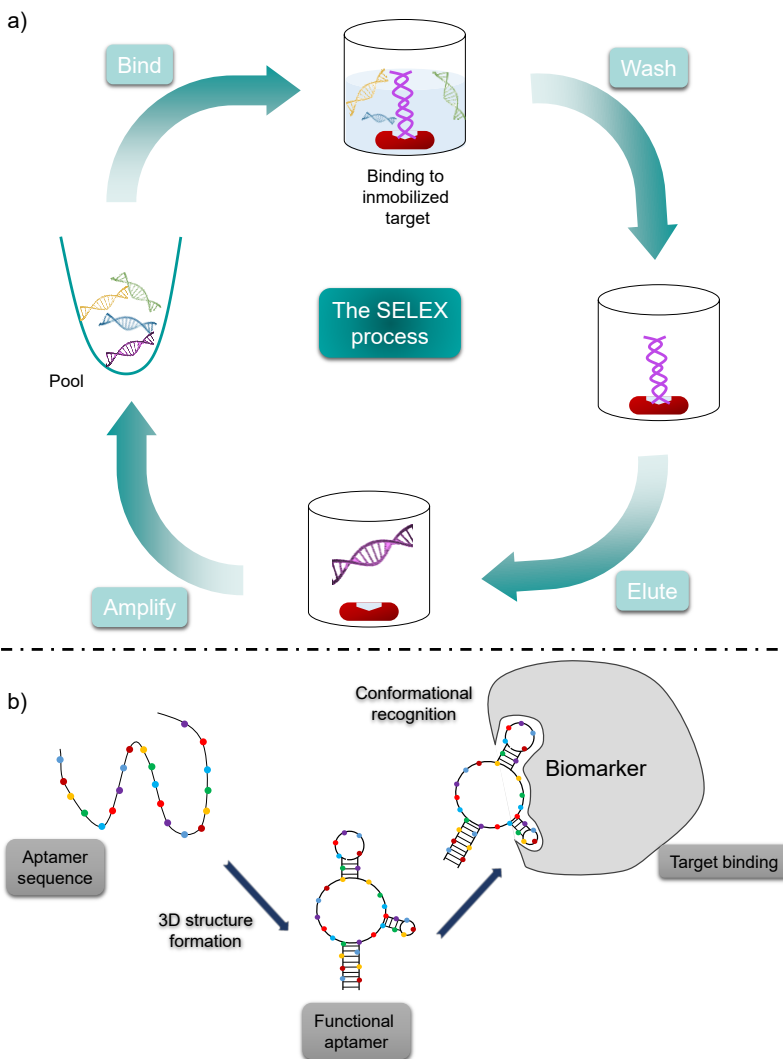 a)
Bind
Wash
Binding to
inmobilized
target
The SELEX
process
Pool
Amplify
Elute
b)
Conformational
recognition
Biomarker
Aptamer
sequence
Target binding
3D structure
formation
Functional
aptamer